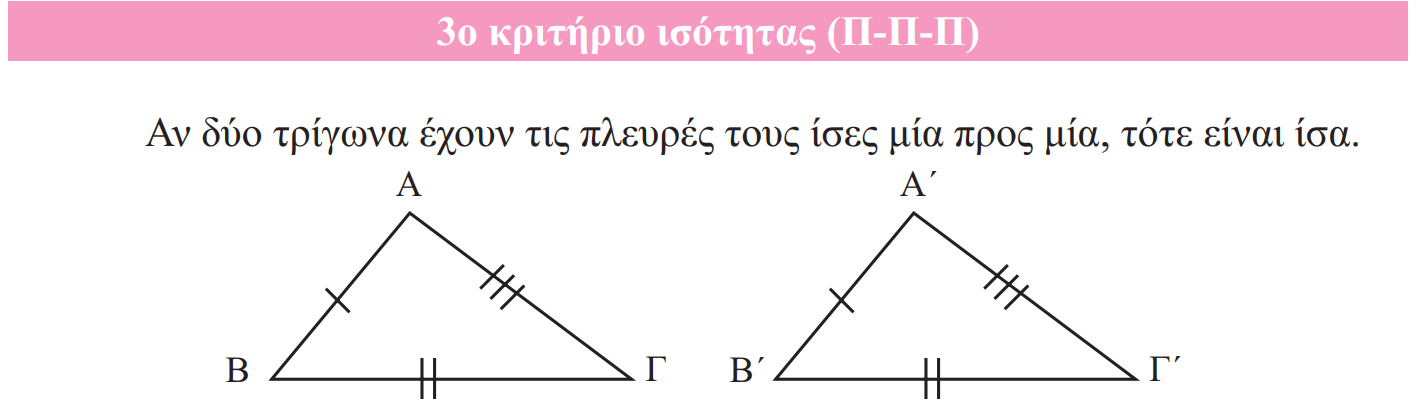 3ο κριτήριο ισότητας (Π-Π-Π)
Αν δύο τρίγωνα έχουν τις πλευρές τους ίσες μία προς μία, τότε είναι ίσα.
Α Α´
Β Γ Β´ Γ´